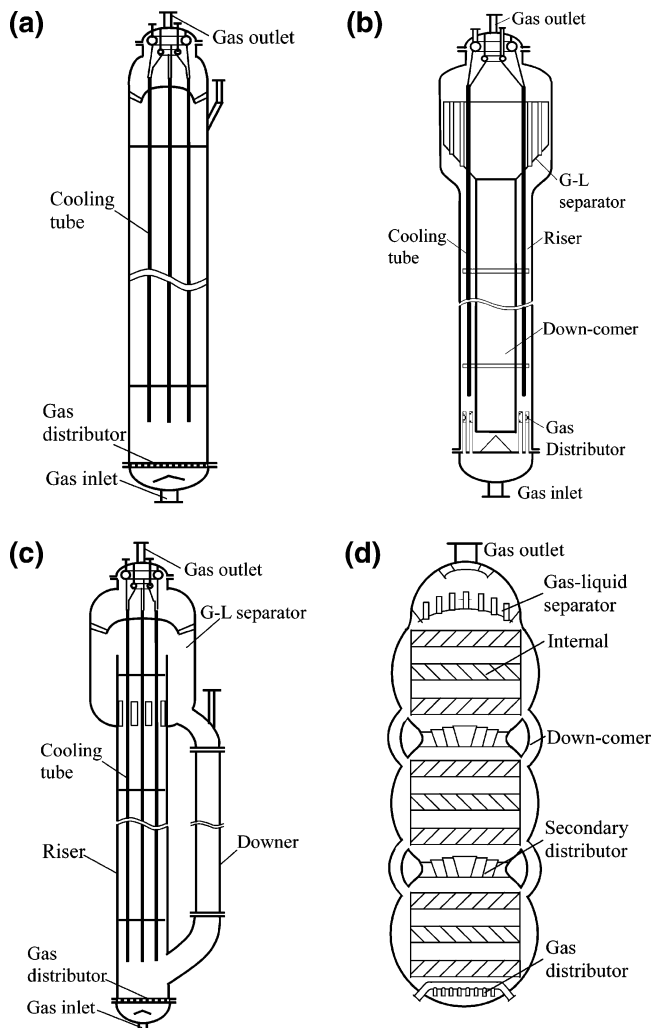 (a)
Gas outlet
Cooling
tube
Gas
distributor
Gas inlet
(b)
Gas outlet
G-L
separator
Cooling
tube
Riser
Down-comer
Gas
Distributor
Gas inlet
(c)
Gas outlet
G-L separator
Cooling
tube
Riser
Downer
Gas
distributor
Gas inlet
(d)
Gas outlet
Gas-liquid
separator
Internal
Down-comer
Secondary
distributor
Gas
distributor